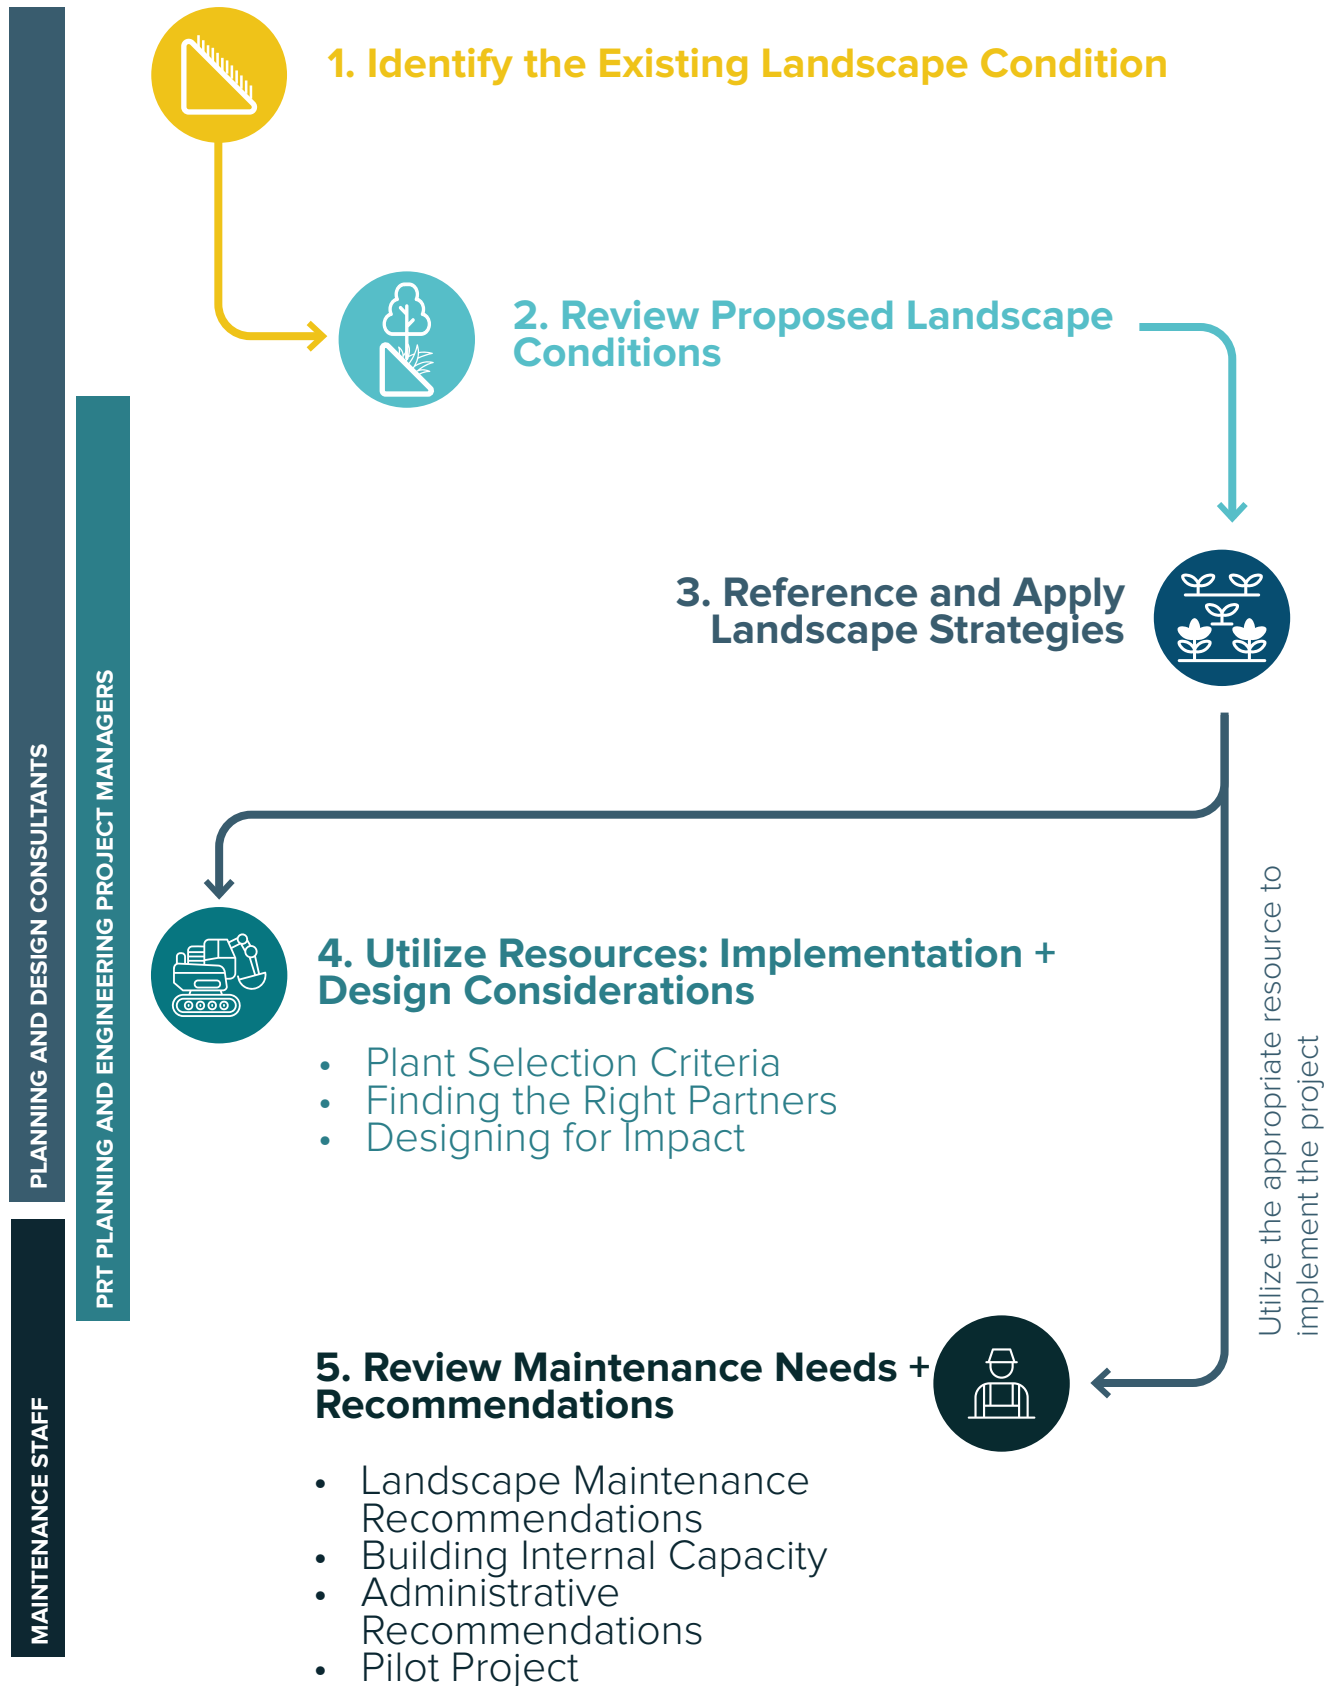 1. Identify the Existing Landscape Condition
2. Review Proposed Landscape
Conditions
3. Reference and Apply
Landscape Strategies
4. Utilize Resources: Implementation +
Design Considerations
• Plant Selection Criteria
• Finding the Right Partners
• Designing for Impact
Utilize the appropriate resource to
implement the project
5. Review Maintenance Needs +
Recommendations
• Landscape Maintenance
Recommendations
• Building Internal Capacity
• Administrative
Recommendations
• Pilot Project
PLANNING AND DESIGN CONSULTANTS
PRT PLANNING AND ENGINEERING PROJECT MANAGERS
MAINTENANCE STAFF